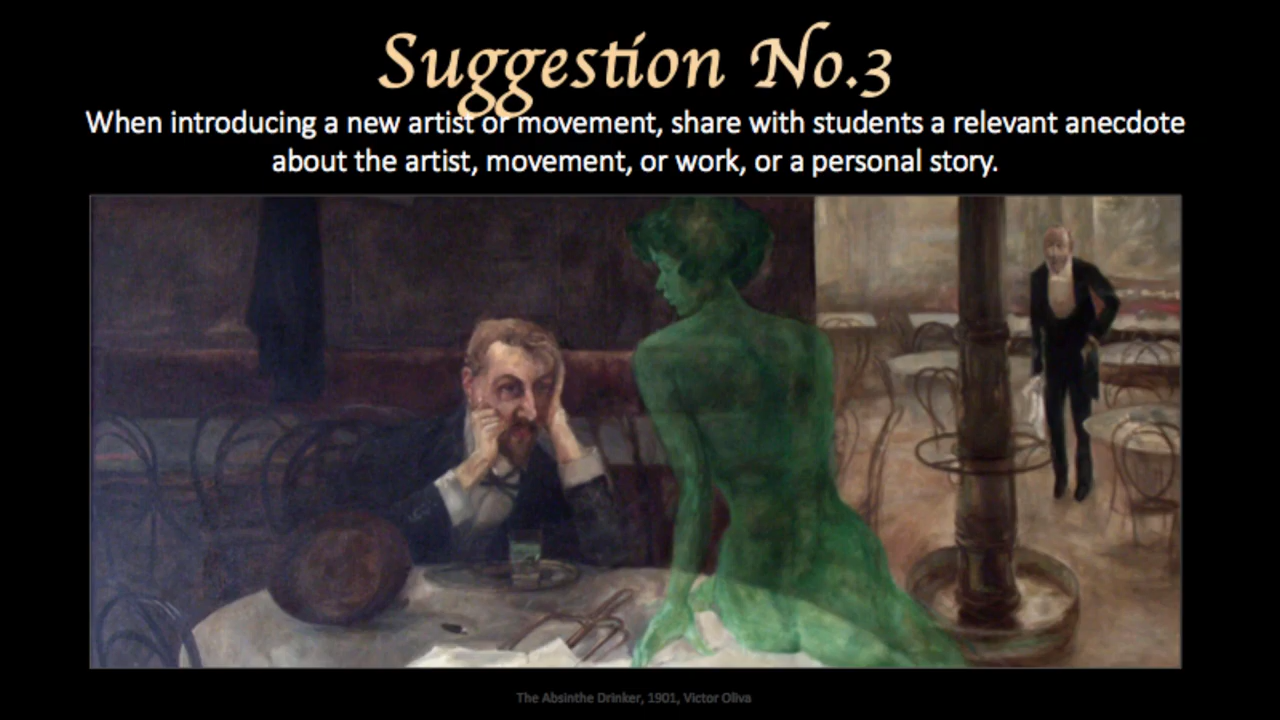 Suggestion No.3
When introducing a new artist or movement, share with students a relevant anecdote
about the artist, movement, or work, or a personal story.
The Absinthe Drinker, 1901, Victor Oliva